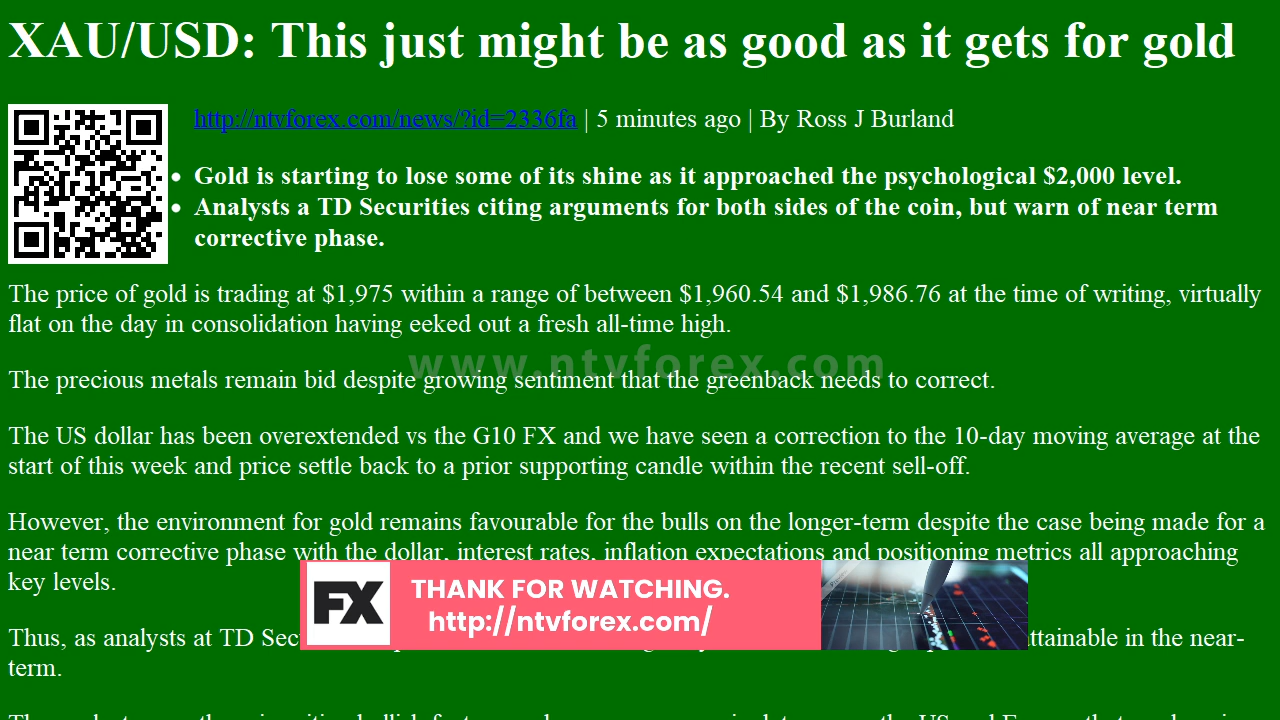 XAU/USD: This just might be as good as it gets for gold
http://ntvforex.com/news/?id=2336fa | 5 minutes ago | By Ross J Burland
Gold is starting to lose some of its shine as it approached the psychological $2,000 level.
Analysts a TD Securities citing arguments for both sides of the coin, but warn of near term
corrective phase.
The price of gold is trading at $1,975 within a range of between $1,960.54 and $1,986.76 at the time of writing, virtually
flat on the day in consolidation having eeked out a fresh all-time high.
www.ntvforex.com
The precious metals remain bid despite growing sentiment that the greenback needs to correct.
The US dollar has been overextended vs the G10 FX and we have seen a correction to the 10-day moving average at the
start of this week and price settle back to a prior supporting candle within the recent sell-off.
However, the environment for gold remains favourable for the bulls on the longer-term despite the case being made for a
near term corrective phase with the dollar, interest rates, inflation expectations and positioning metrics all approaching
key levels.
FX
THANK FOR WATCHING.
http://ntvforex.com/
Thus, as analysts at TD in the near-
term.